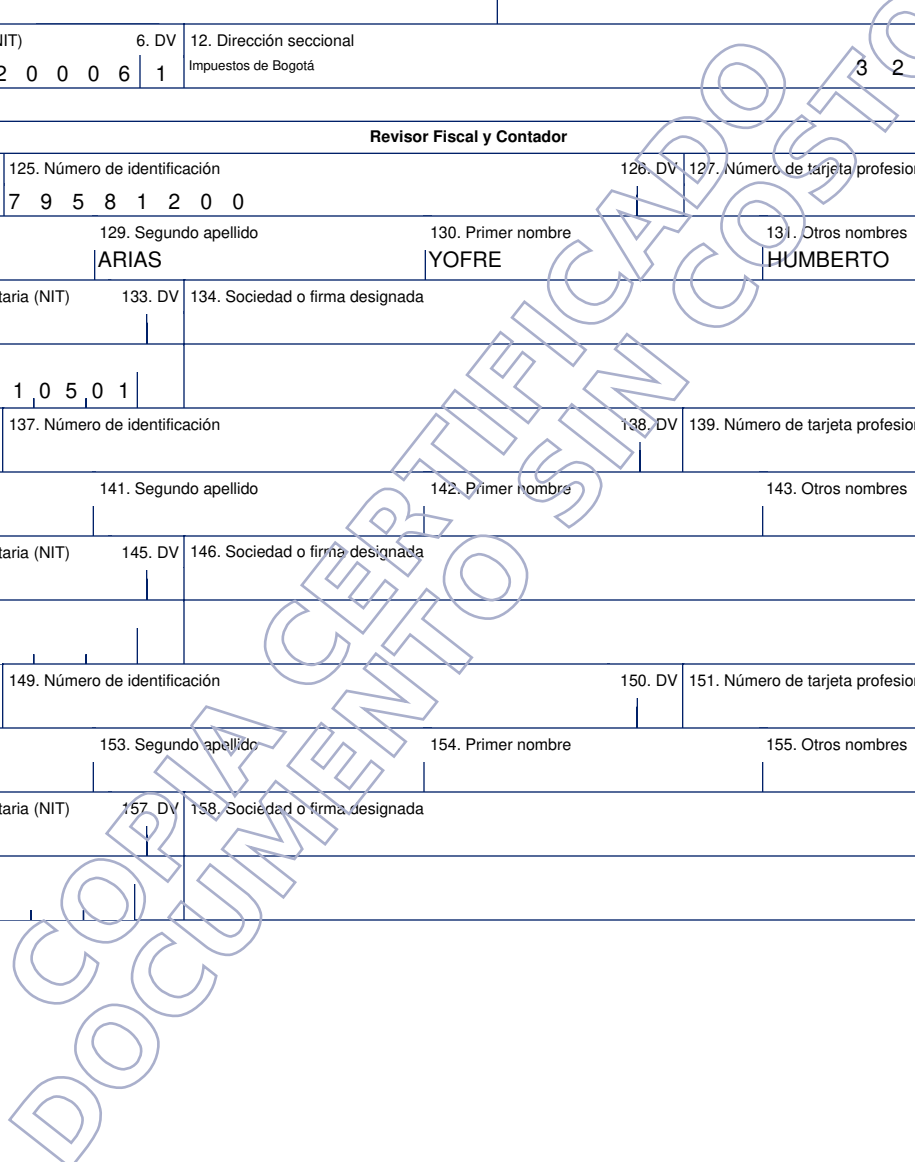 NIT) 6. DV 12. Dirección seccional
2 0 0 0 6 1 Impuestos de Bogotá 3 2
Revisor Fiscal y Contador
125. Número de identificación 126. DV 127. Número de tarjeta profesion
7 9 5 8 1 2 0 0
129. Segundo apellido 130. Primer nombre 131. Otros nombres
ARIAS YOFRE HUMBERTO
taria (NIT) 133. DV 134. Sociedad o firma designada
1 0 5 0 1
137. Número de identificación 138. DV 139. Número de tarjeta profesion
141. Segundo apellido 142. Primer nombre 143. Otros nombres
taria (NIT) 145. DV 146. Sociedad o firma designada
149. Número de identificación 150. DV 151. Número de tarjeta profesion
153. Segundo apellido 154. Primer nombre 155. Otros nombres
taria (NIT) 157. DV 158. Sociedad o firma designada
COPIA CERTIFICADO
DOCUMENTO SIN COSTO